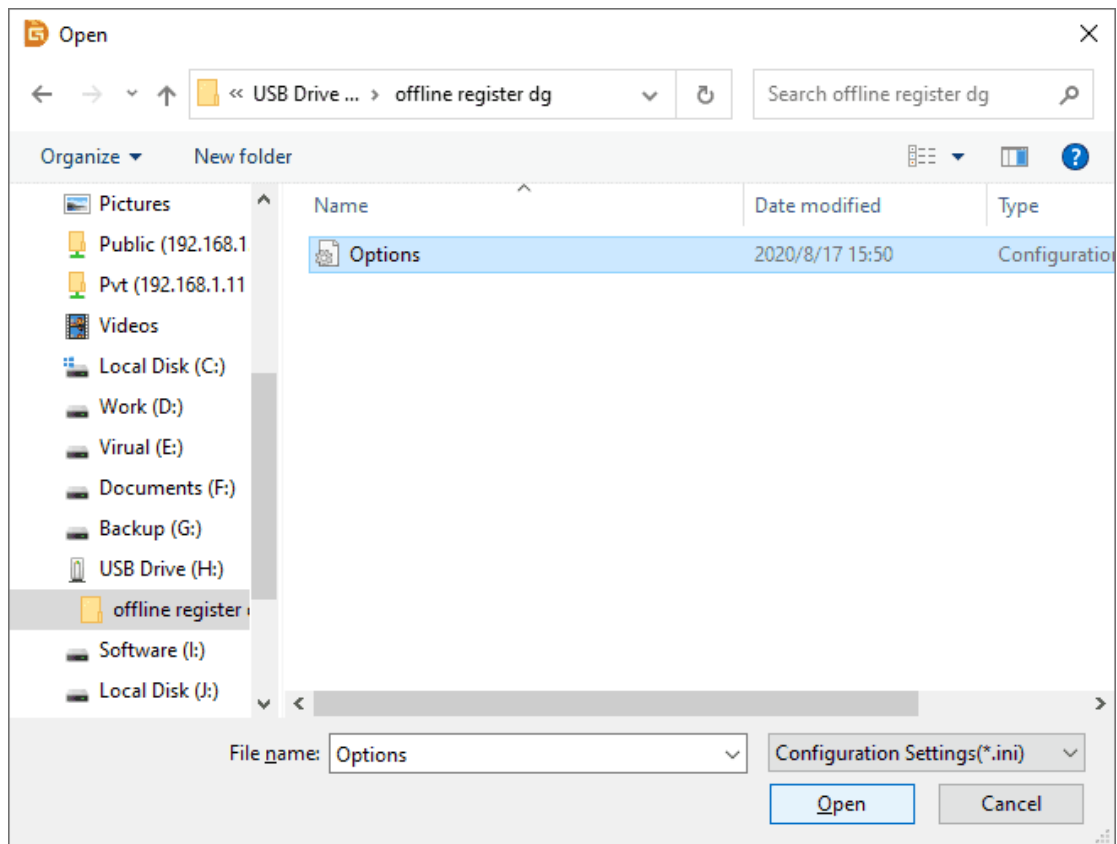 Open
« USB Drive ... › offline register dg
Search offline register dg
Organize
New folder
Pictures
Public (192.168.1
Pvt (192.168.1.11
Videos
Local Disk (C:)
Work (D:)
Virual (E:)
Documents (F:)
Backup (G:)
USB Drive (H:)
offline register
Software (I:)
Local Disk (J:)
Name Date modified Type
Options 2020/8/17 15:50 Configuratio
File name: Options Configuration Settings(*.ini)
Open Cancel